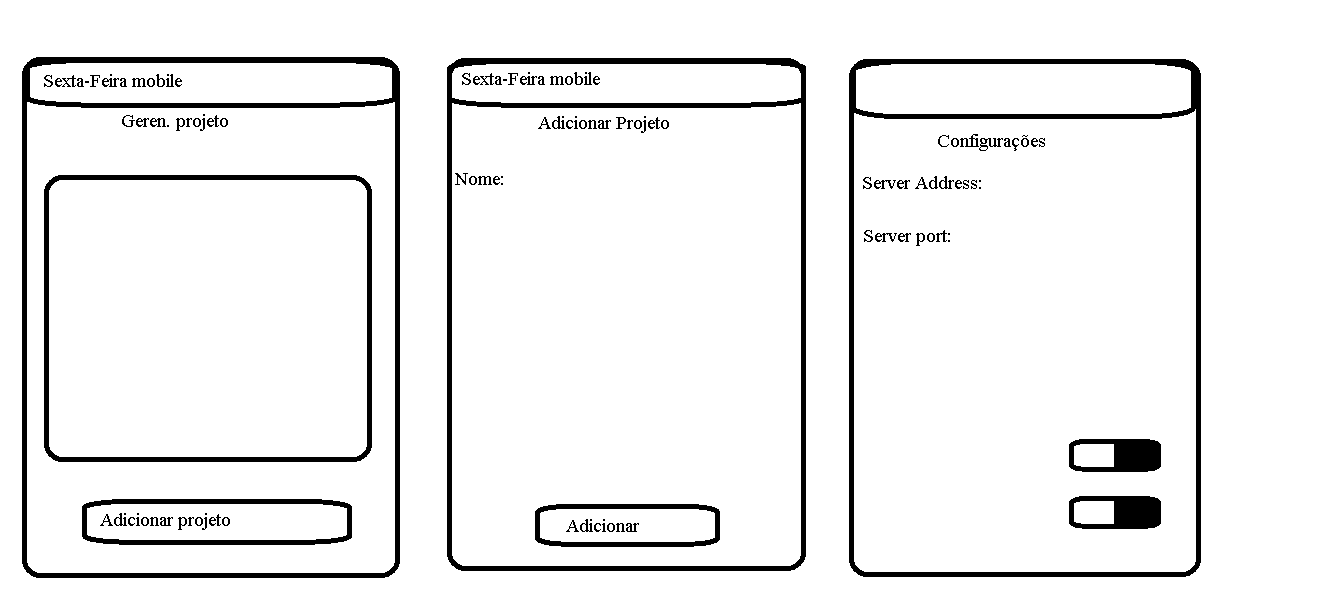 Sexta-Feira mobile
Geren. projeto
Adicionar projeto
Sexta-Feira mobile
Adicionar Projeto
Nome:
Adicionar
Configurações
Server Address:
Server port: